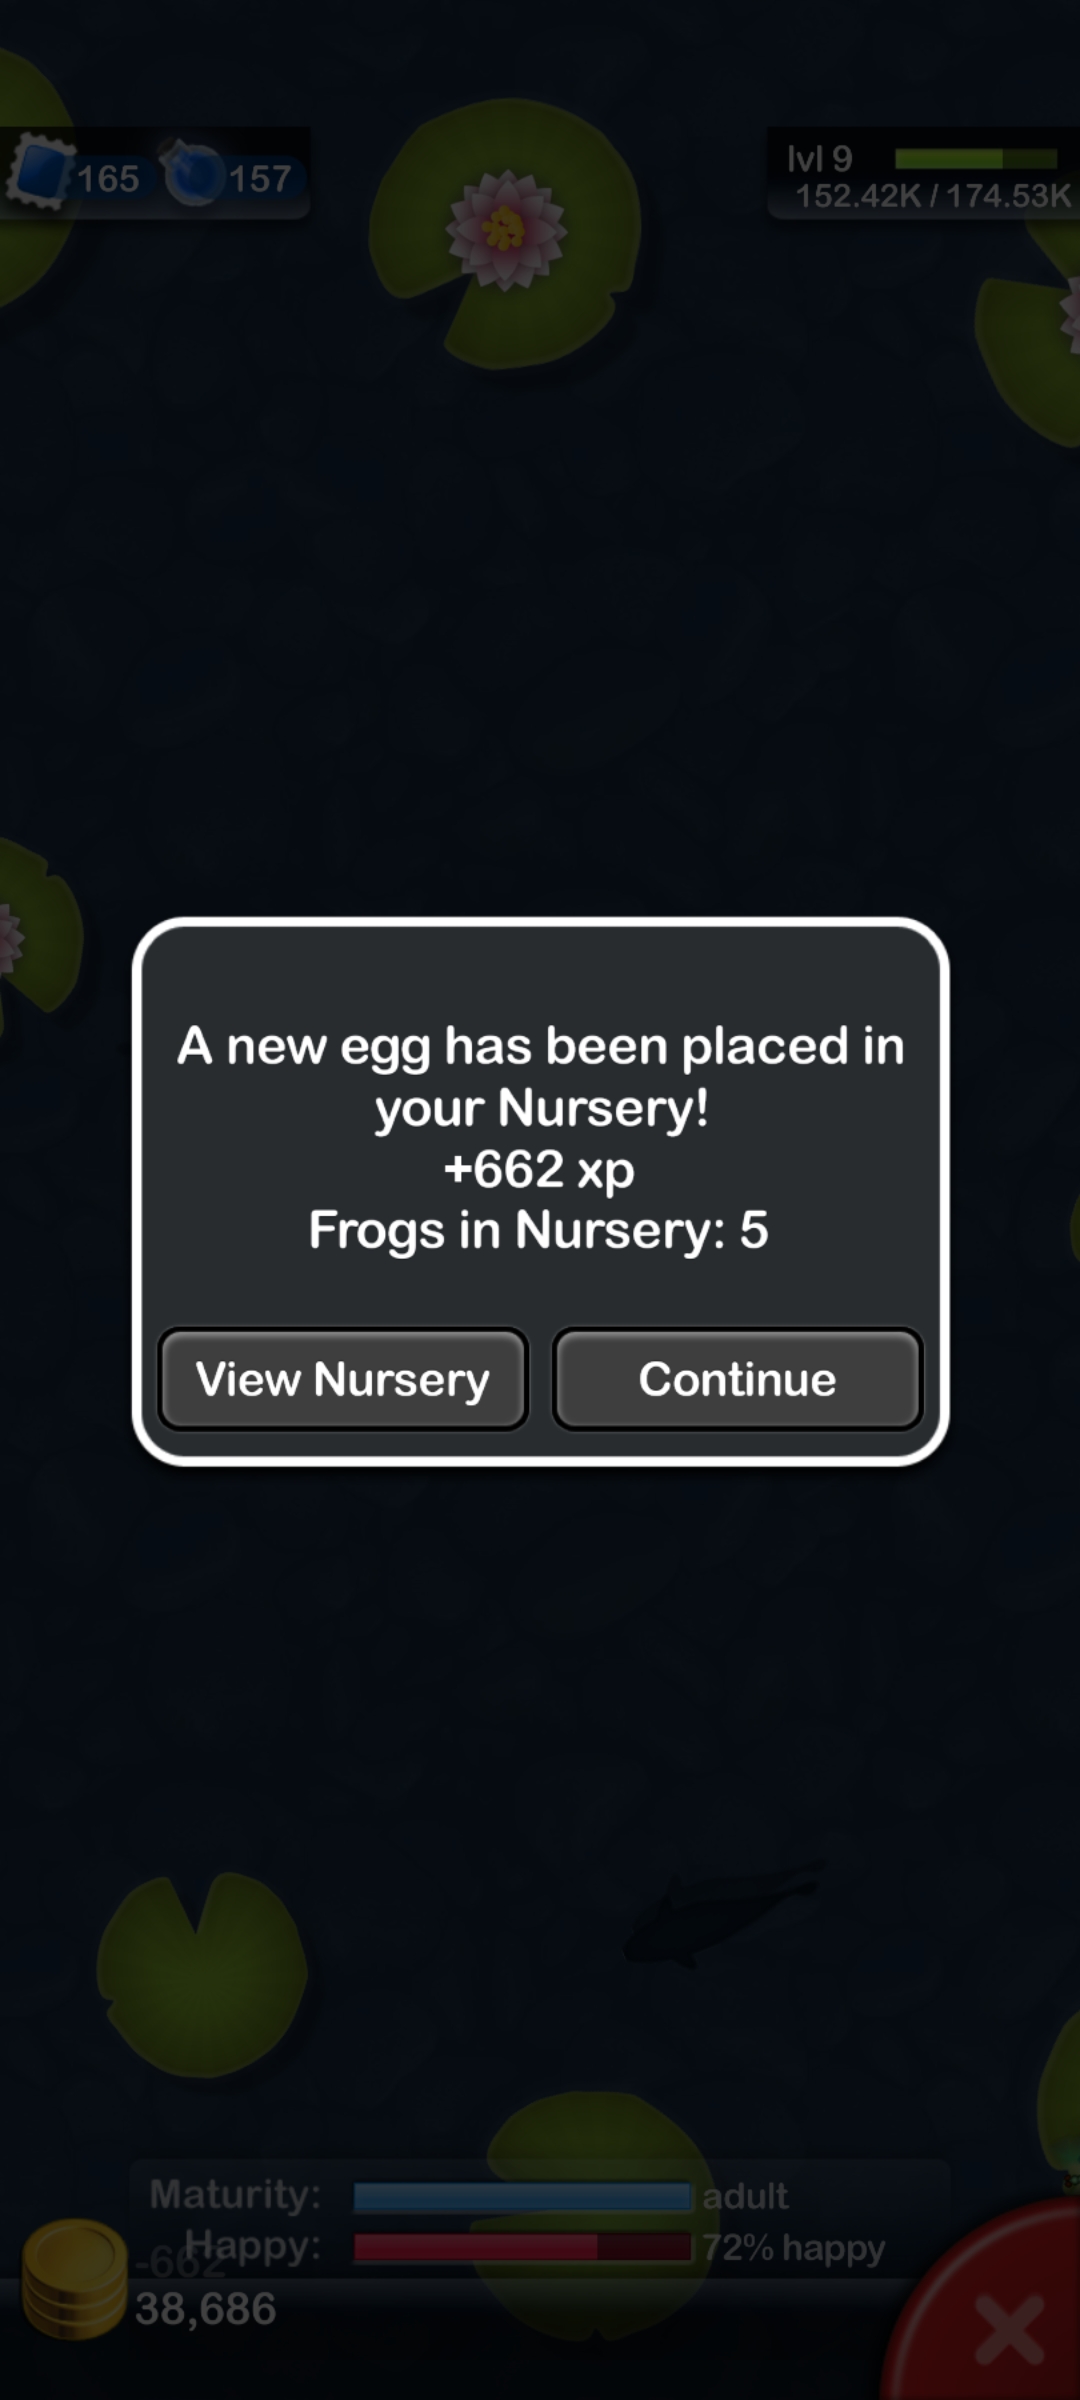 165
157
lvl 9
152.42K / 174.53K
A new egg has been placed in
your Nursery!
+662 xp
Frogs in Nursery: 5
View Nursery
Continue
Maturity:
adult
Happy:
72% happy
-662
38,686